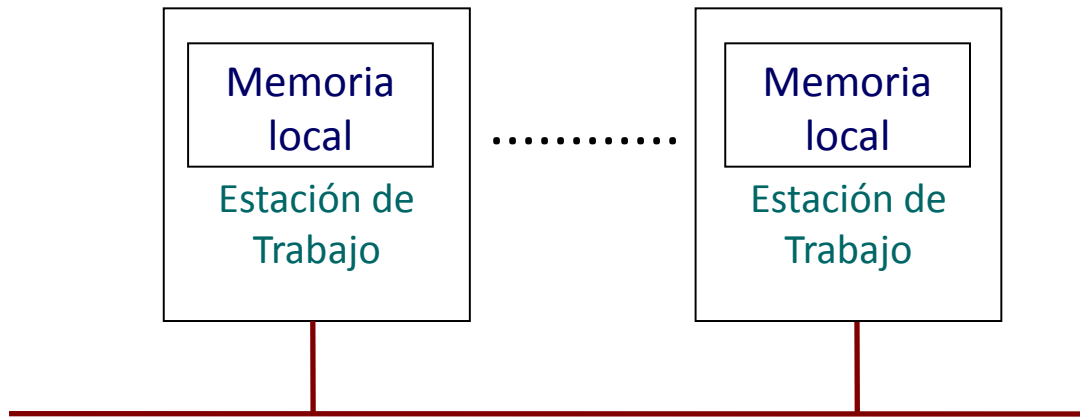 Memoria
local
Estación de
Trabajo
............
Memoria
local
Estación de
Trabajo